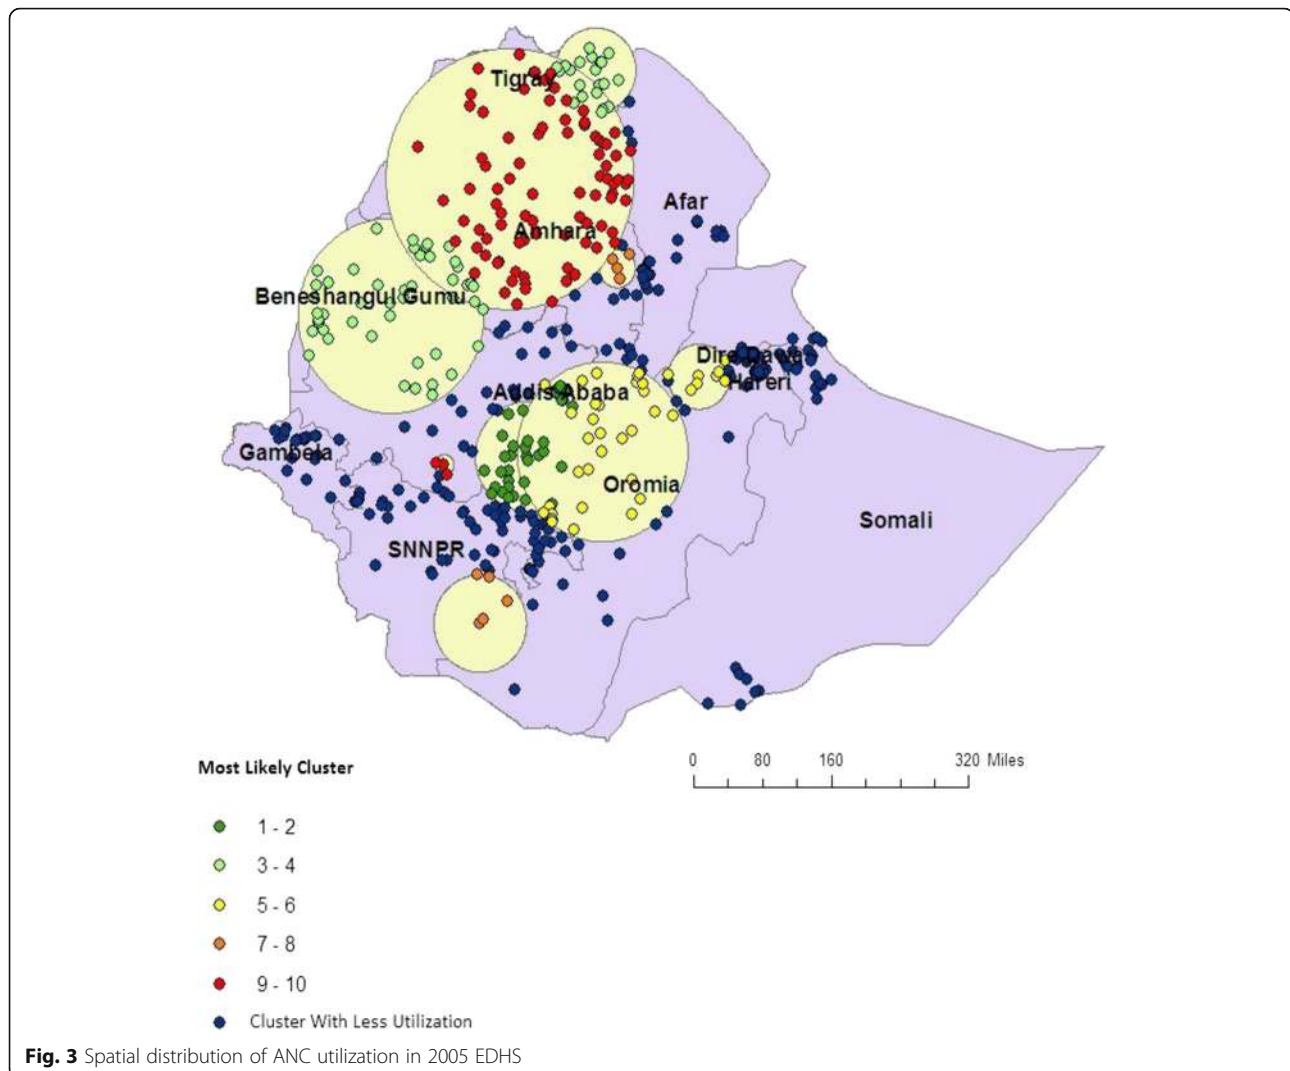 Tigray
Afar
Amhara
Beneshangul Gumu
Dire Dawa
Hareri
Addis Ababa
Gambela
Oromia
Somali
SNNPR
Most Likely Cluster
0 80 160 320 Miles
1 - 2
3 - 4
5 - 6
7 - 8
9 - 10
Cluster With Less Utilization
Fig. 3 Spatial distribution of ANC utilization in 2005 EDHS